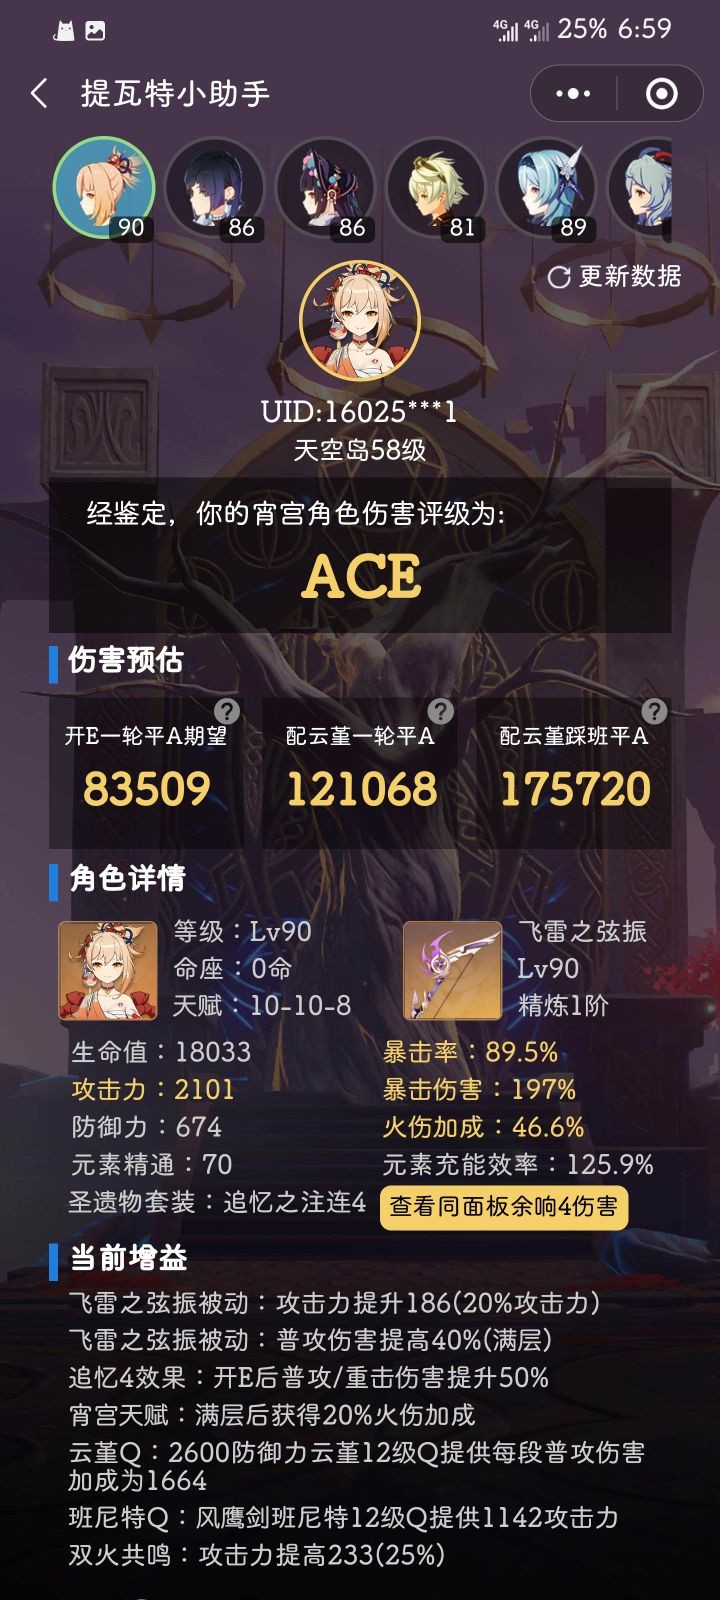 4G 4G 25% 6:59
提瓦特小助手
90 86 86 81 89
更新数据
UID:16025***1
天空岛58级
经鉴定，你的宵宫角色伤害评级为:
ACE
伤害预估
开E一轮平A期望 ?
83509
配云堇一轮平A ?
121068
配云堇踩班平A ?
175720
角色详情
等级：Lv90
命座：0命
天赋：10-10-8
飞雷之弦振
Lv90
精炼1阶
生命值：18033
暴击率：89.5%
攻击力：2101
暴击伤害：197%
防御力：674
火伤加成：46.6%
元素精通：70
元素充能效率：125.9%
圣遗物套装：追忆之注连4
查看同面板余响4伤害
当前增益
飞雷之弦振被动：攻击力提升186(20%攻击力)
飞雷之弦振被动：普攻伤害提高40%(满层)
追忆4效果：开E后普攻/重击伤害提升50%
宵宫天赋：满层后获得20%火伤加成
云堇Q：2600防御力云堇12级Q提供每段普攻伤害
加成为1664
班尼特Q：风鹰剑班尼特12级Q提供1142攻击力
双火共鸣：攻击力提高233(25%)